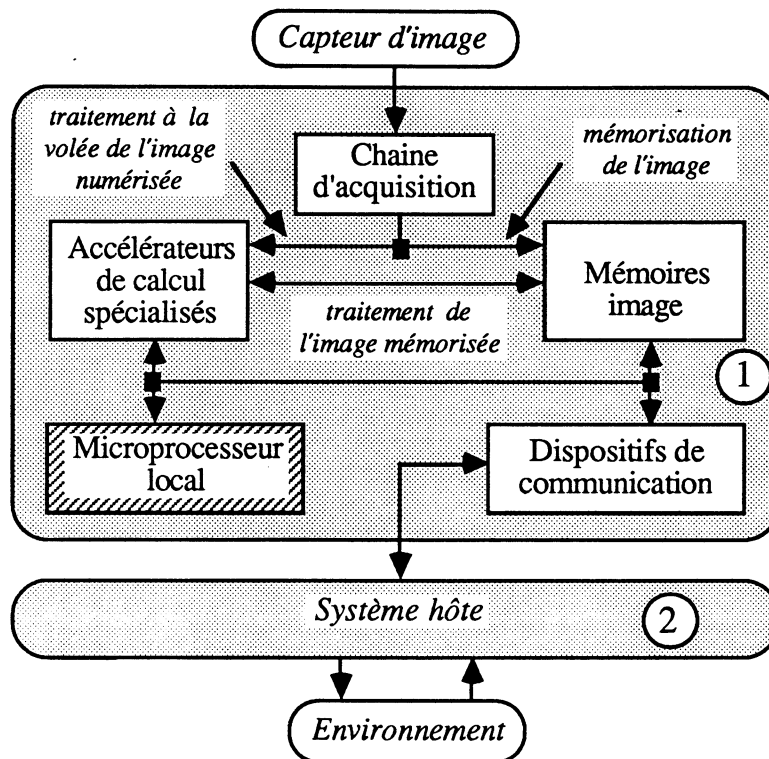 Capteur d'image
traitement à la
volée de l'image
numérisée
Chaine
d'acquisition
mémorisation
de l'image
Accélérateurs
de calcul
spécialisés
Mémoires
image
traitement de
l'image mémorisée
1
Microprocesseur
local
Dispositifs de
communication
Système hôte
2
Environnement